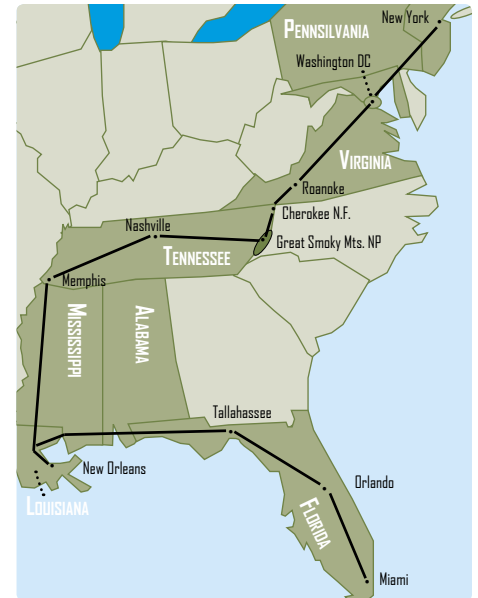 New York
PENNSILVANIA
Washington DC
VIRGINIA
Roanoke
Cherokee N.F.
Nashville
Great Smoky Mts. NP
TENNESSEE
Memphis
MISSISSIPPI
ALABAMA
Tallahassee
New Orleans
Orlando
LOUISIANA
FLORIDA
Miami